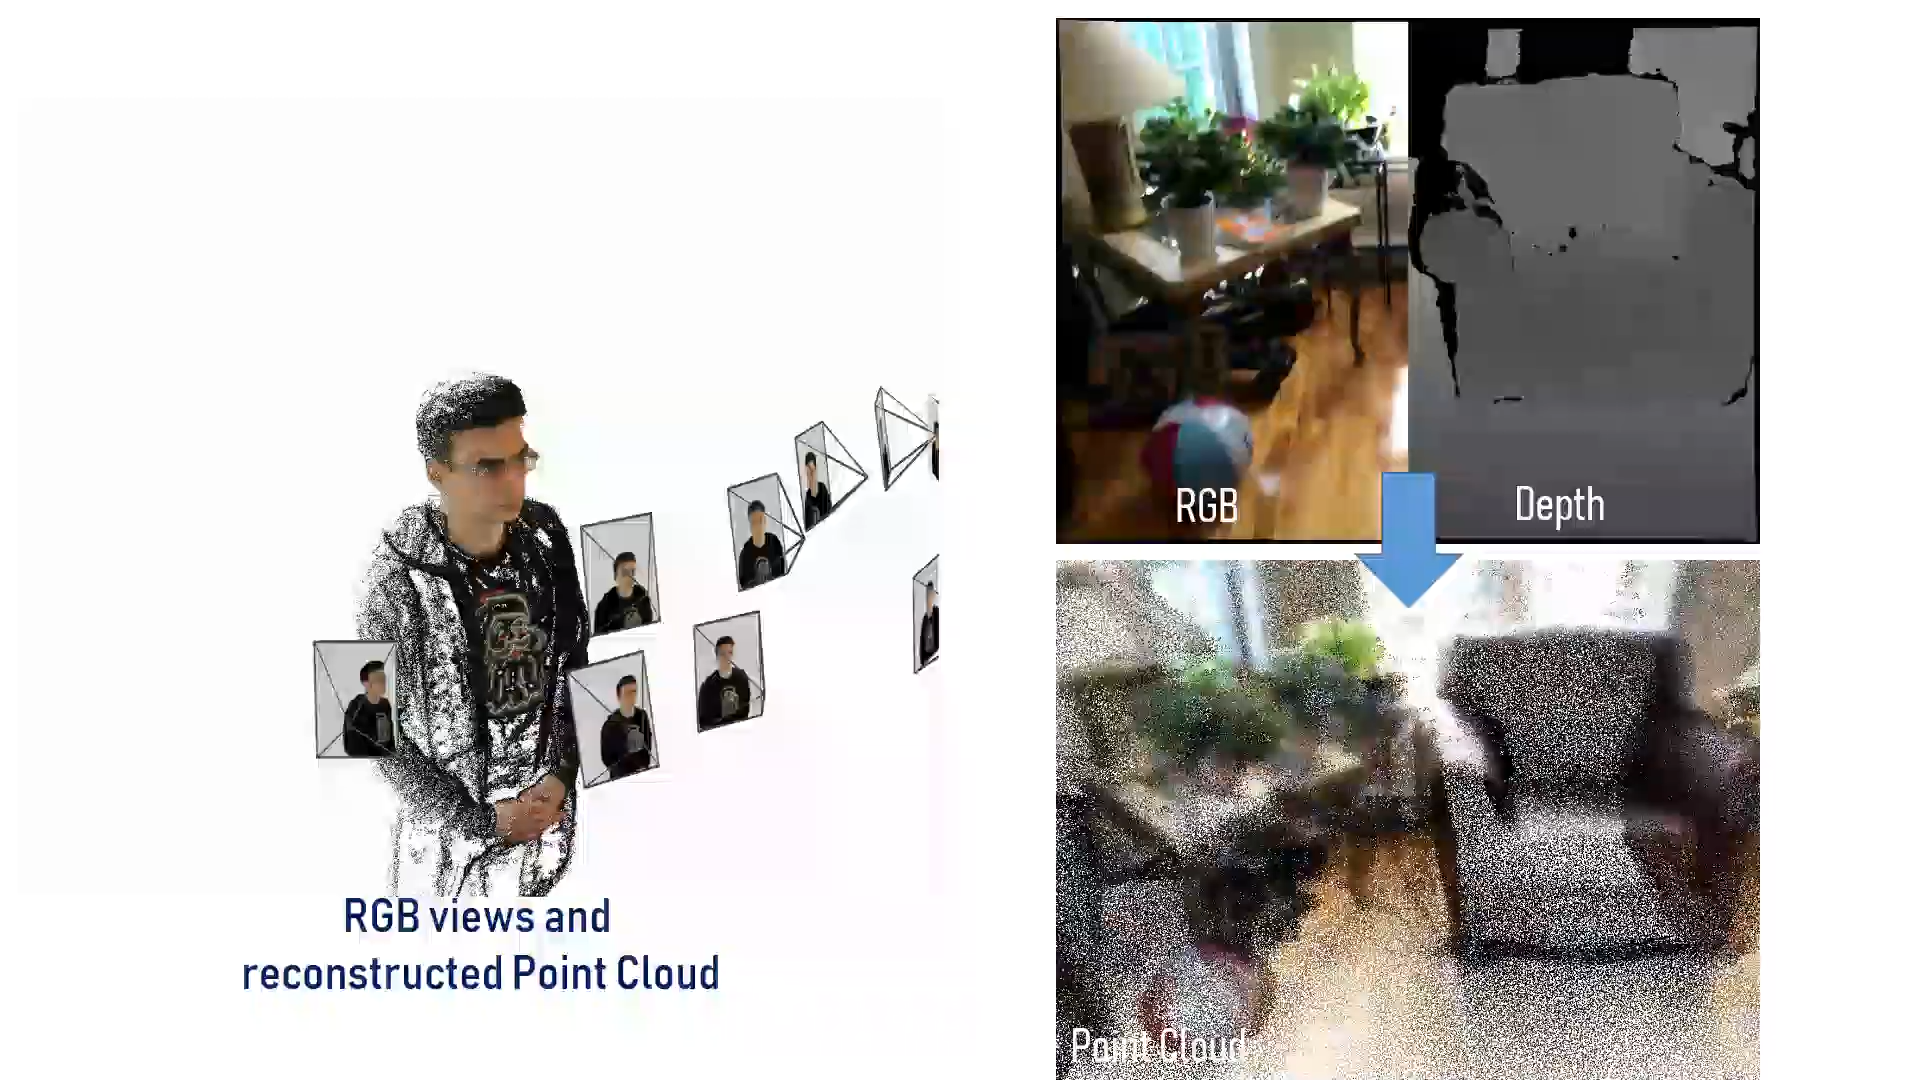 RGB views and
reconstructed Point Cloud
RGB
Depth
Point Cloud